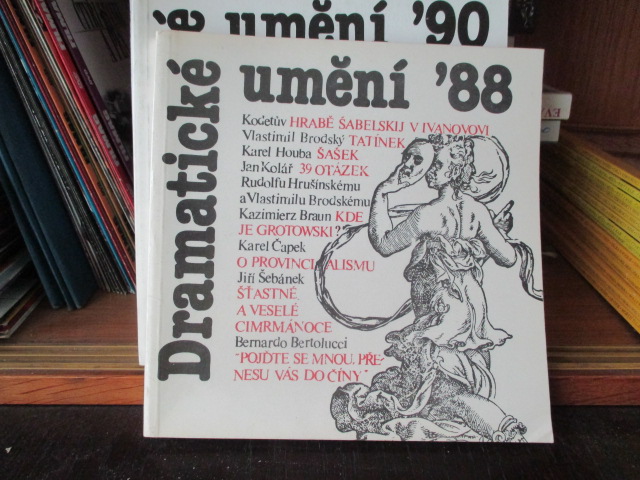 umění '90
Dramatické
umění '88
Kodetův HRABĚ ŠABELSKIJ V IVANOVOVI
Vlastimil Brodský TATÍNEK
Karel Houba ŠAŠEK
Jan Kolář 39 OTÁZEK
Rudolfu Hrušínskému
a Vlastimilu Brodskému
Kazimierz Braun KDE
JE GROTOWSKI?
Karel Čapek
O PROVINCIALISMU
Jiří Šebánek
ŠŤASTNÉ
A VESELÉ
CIMRMÁNOCE
Bernardo Bertolucci
"POJĎTE SE MNOU, PŘE-
NESU VÁS DO ČÍNY"